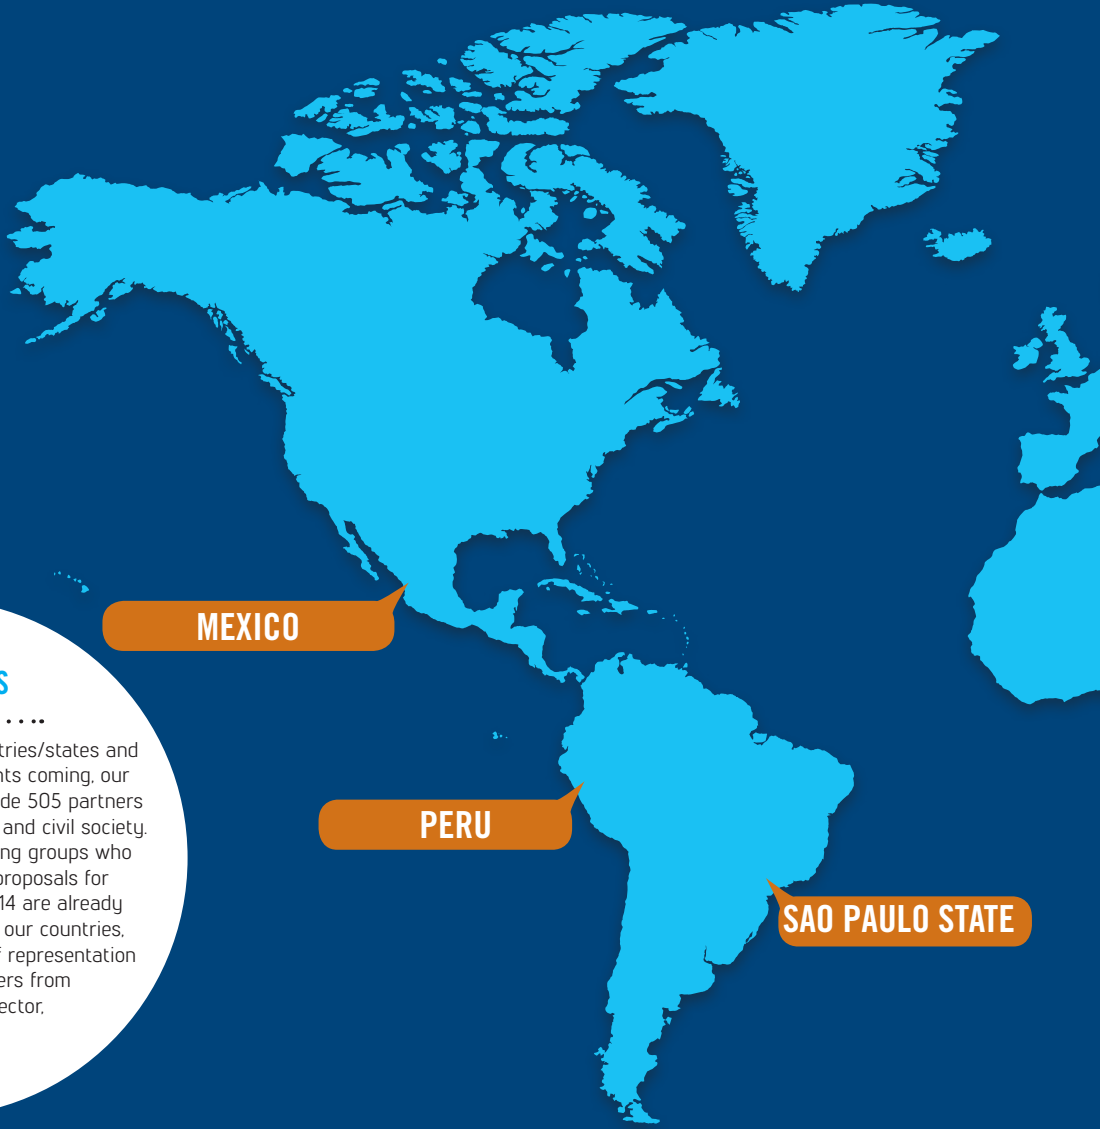 MEXICO
S
. . . ..
tries/states and
nts coming, our
de 505 partners
and civil society.
ng groups who
proposals for
14 are already
our countries,
f representation
ers from
ector,
PERU
SAO PAULO STATE